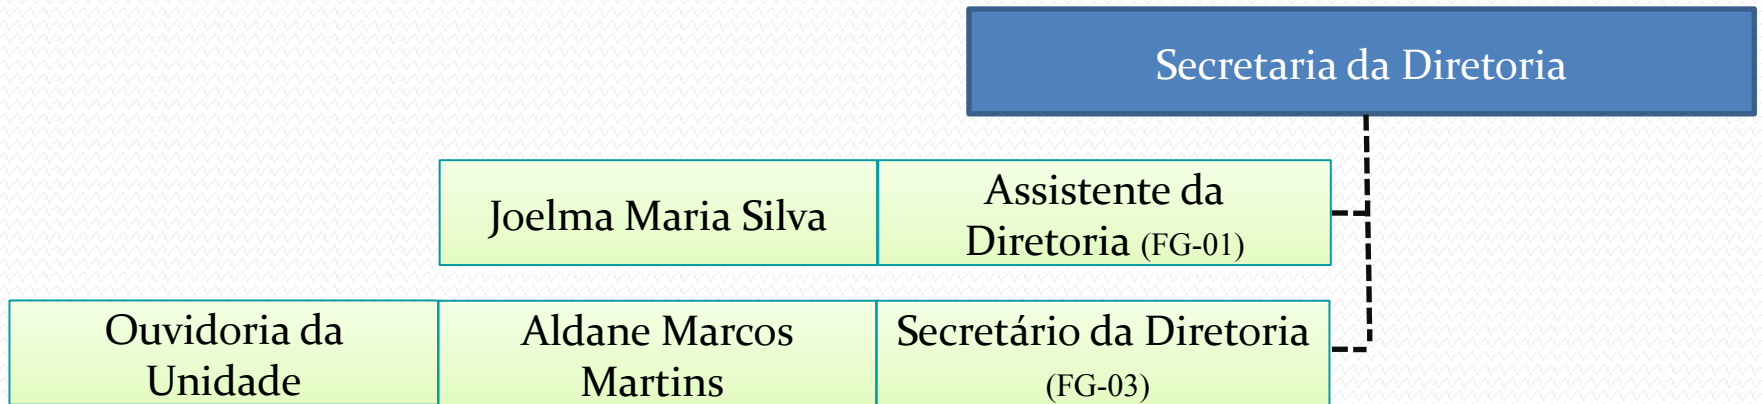 Secretaria da Diretoria
Joelma Maria Silva
Assistente da
Diretoria (FG-01)
Ouvidoria da
Unidade
Aldane Marcos
Martins
Secretário da Diretoria
(FG-03)